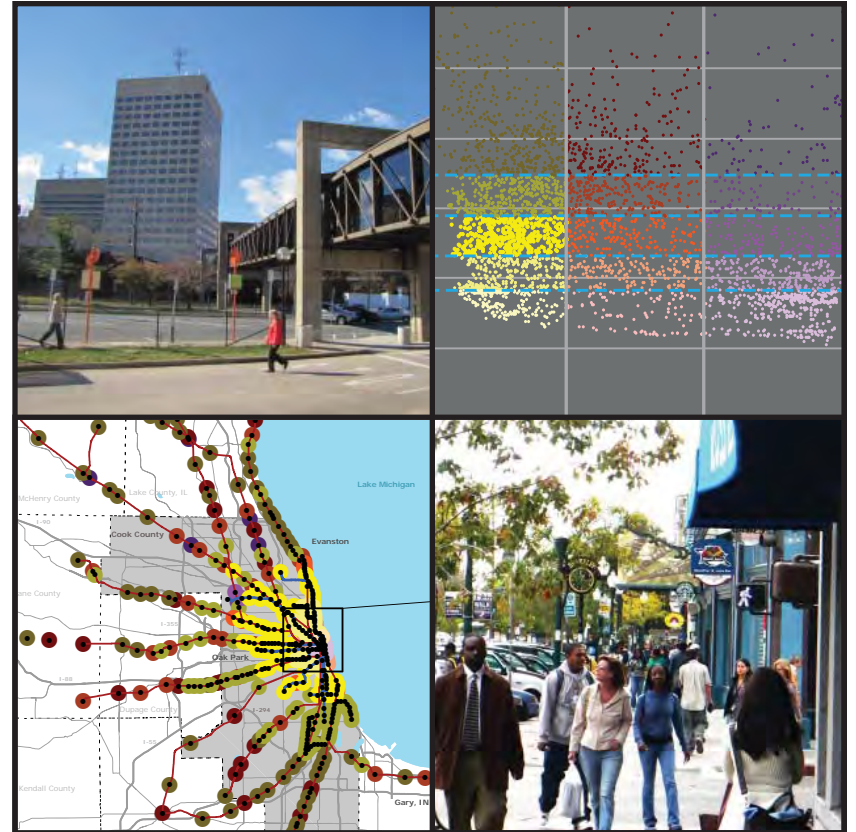 Lake Michigan
McHenry County
Lake County, IL
I-90
Cook County
Evanston
ane County
I-355
Oak Park
I-88
Dupage County
I-294
I-55
Kendall County
Gary, IN